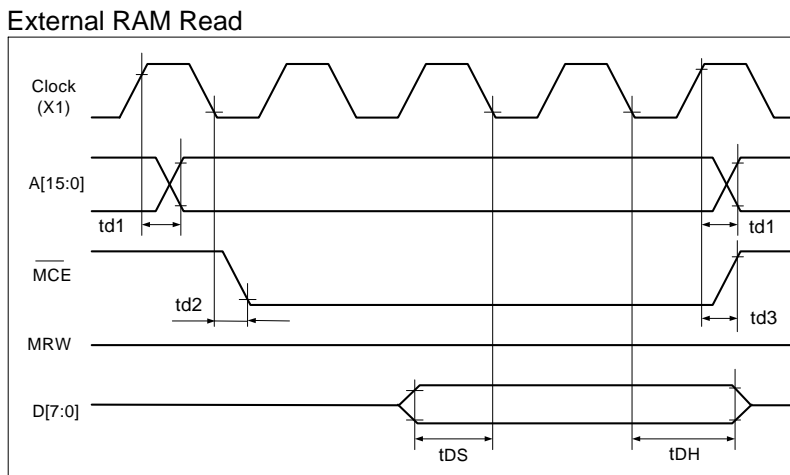 External RAM Read
Clock
(X1)
A[15:0]
td1
td1
MCE
td2
td3
MRW
D[7:0]
tDS
tDH